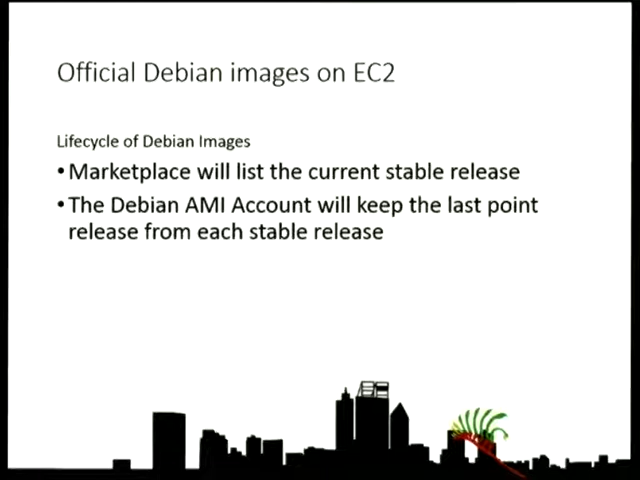 Official Debian images on EC2
Lifecycle of Debian Images
•Marketplace will list the current stable release
•The Debian AMI Account will keep the last point
release from each stable release